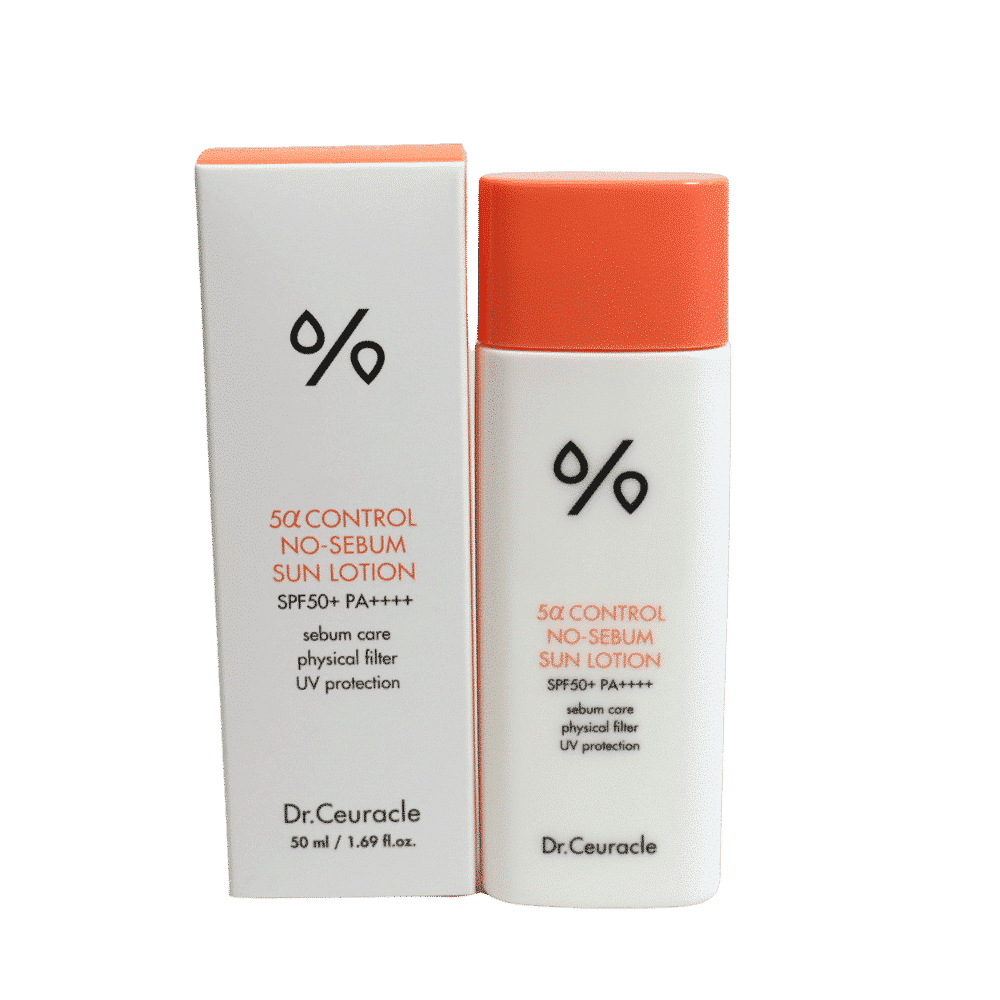 %
5α CONTROL
NO-SEBUM
SUN LOTION
SPF50+ PA++++
sebum care
physical filter
UV protection
Dr.Ceuracle
50 ml / 1.69 fl.oz.
%
5α CONTROL
NO-SEBUM
SUN LOTION
SPF50+ PA++++
sebum care
physical filter
UV protection
Dr.Ceuracle